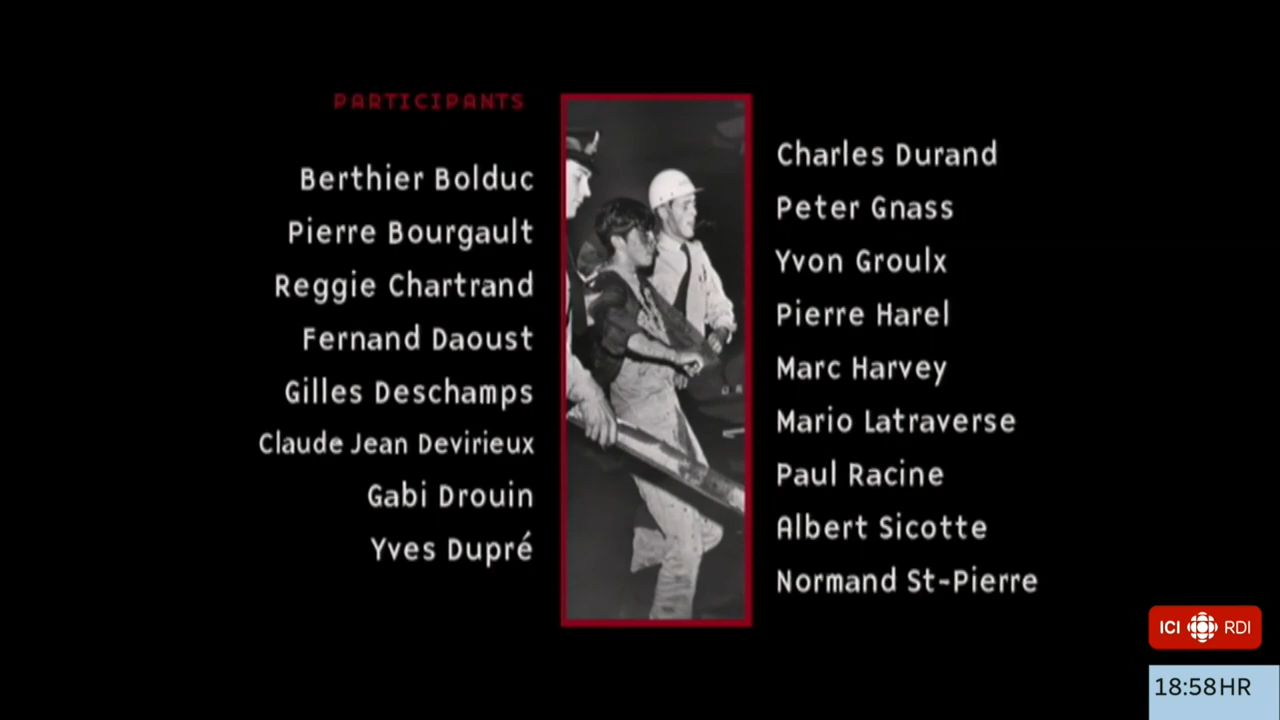 PARTICIPANTS
Berthier Bolduc
Pierre Bourgault
Reggie Chartrand
Fernand Daoust
Gilles Deschamps
Claude Jean Devirieux
Gabi Drouin
Yves Dupré
Charles Durand
Peter Gnass
Yvon Groulx
Pierre Harel
Marc Harvey
Mario Latraverse
Paul Racine
Albert Sicotte
Normand St-Pierre
ICI RDI
18:58HR